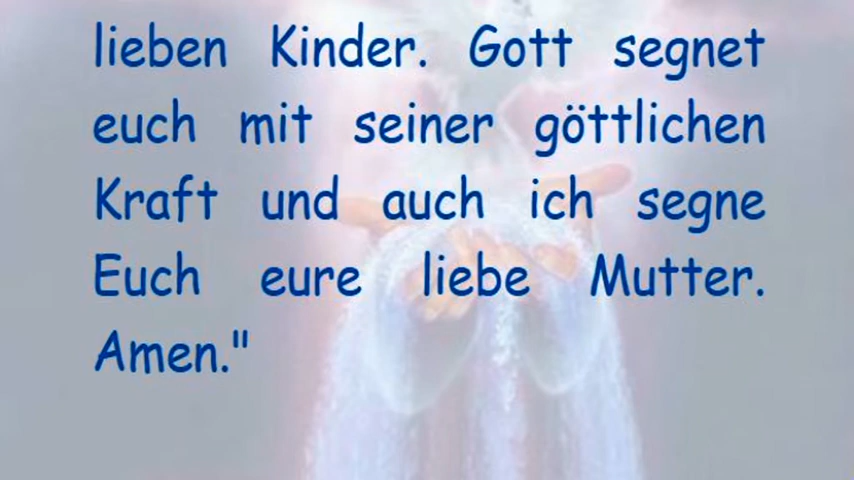 lieben Kinder. Gott segnet
euch mit seiner göttlichen
Kraft und auch ich segne
Euch eure liebe Mutter.
Amen."